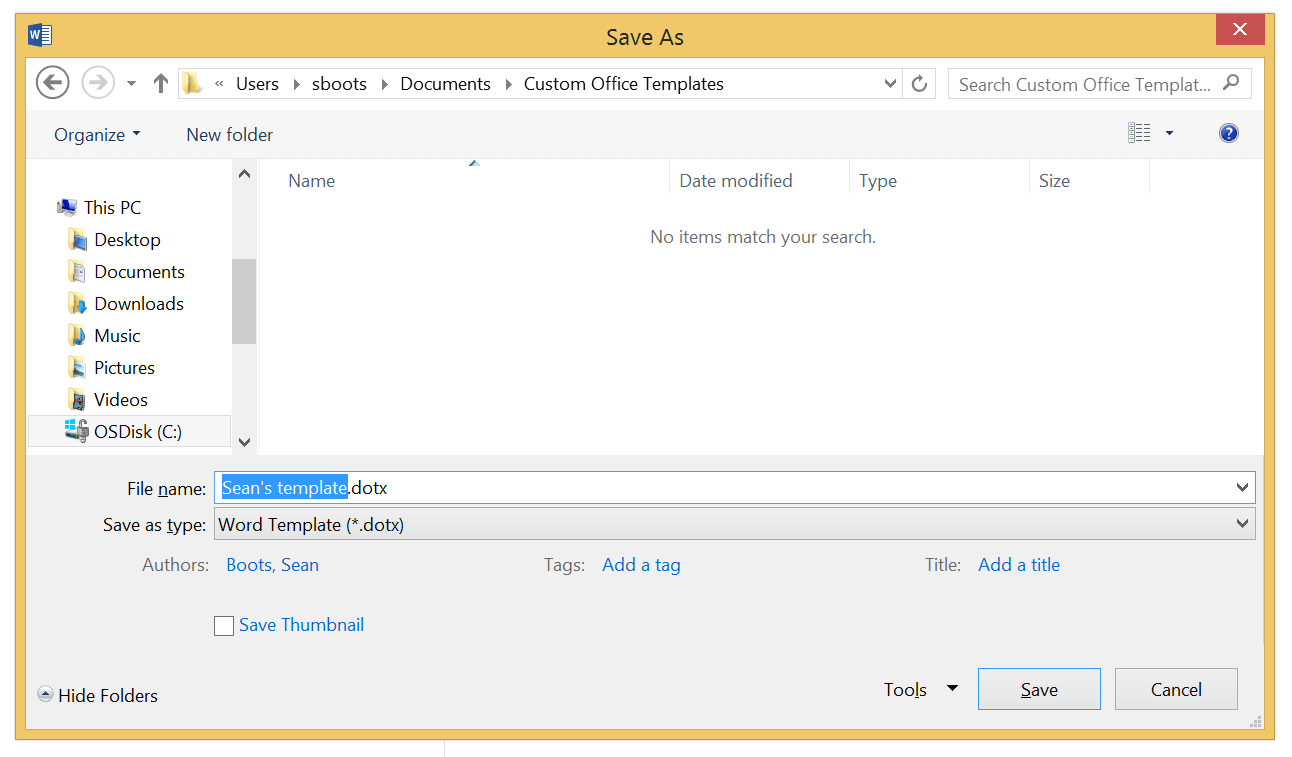 Save As
« Users Documents sboots Custom Office Templates Search Custom Office Templat...
Organize New folder
Name Date modified Type Size
No items match your search.
This PC
Desktop
Documents
Downloads
Music
Pictures
Videos
OSDisk (C:)
File name: Sean's template.dotx
Save as type: Word Template (*.dotx)
Authors: Boots, Sean Tags: Add a tag Title: Add a title
Save Thumbnail
Hide Folders Tools Save Cancel